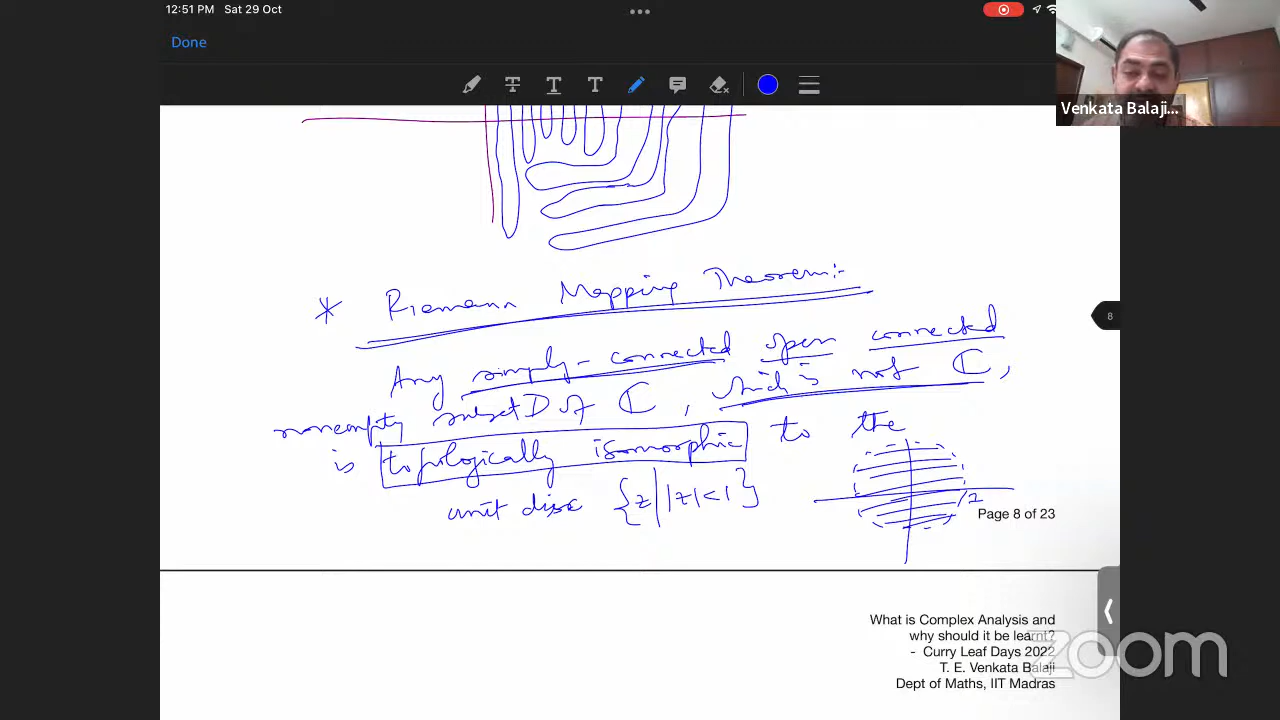 12:51 PM Sat 29 Oct
Done
Venkata Balaji...
* Riemann Mapping Theorem:-
Any simply-connected open connected
nonempty subset D of ℂ, which is not ℂ,
is topologically isomorphic to the
unit disc {z | |z|<1}
8
Page 8 of 23
What is Complex Analysis and
why should it be learnt?
- Curry Leaf Days 2022
T. E. Venkata Balaji
Dept of Maths, IIT Madras
zoom